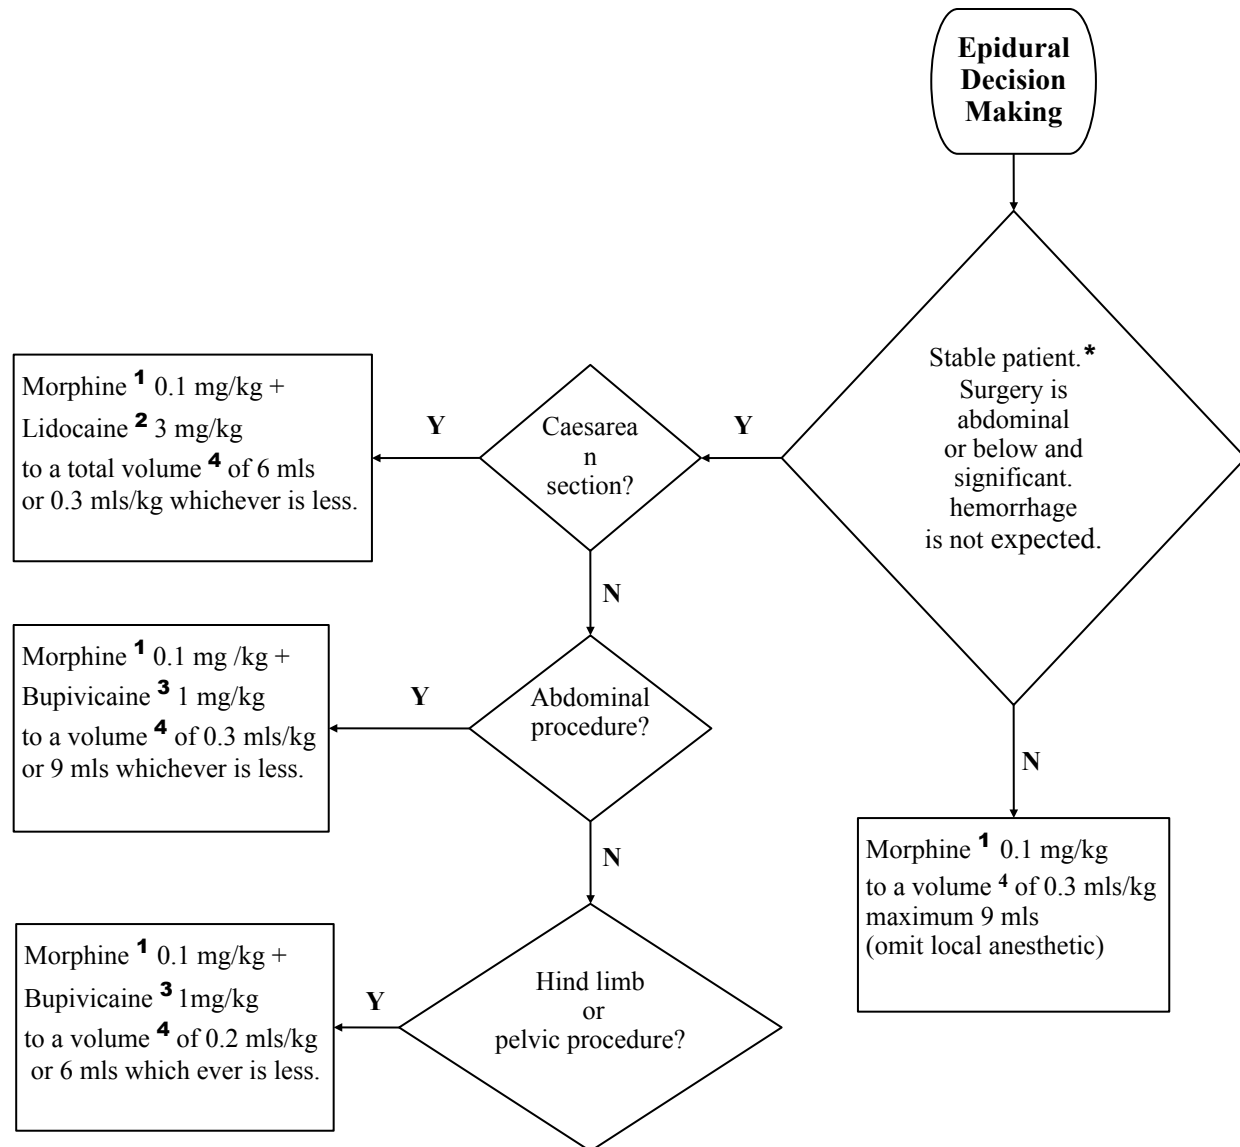 Epidural
Decision
Making
Stable patient.*
Surgery is
abdominal
or below and
significant.
hemorrhage
is not expected.
Y
N
Caesarea
n
section?
Y
N
Morphine 1 0.1 mg/kg +
Lidocaine 2 3 mg/kg
to a total volume 4 of 6 mls
or 0.3 mls/kg whichever is less.
Abdominal
procedure?
Y
N
Morphine 1 0.1 mg /kg +
Bupivicaine 3 1 mg/kg
to a volume 4 of 0.3 mls/kg
or 9 mls whichever is less.
Hind limb
or
pelvic procedure?
Y
Morphine 1 0.1 mg/kg +
Bupivicaine 3 1mg/kg
to a volume 4 of 0.2 mls/kg
or 6 mls which ever is less.
Morphine 1 0.1 mg/kg
to a volume 4 of 0.3 mls/kg
maximum 9 mls
(omit local anesthetic)